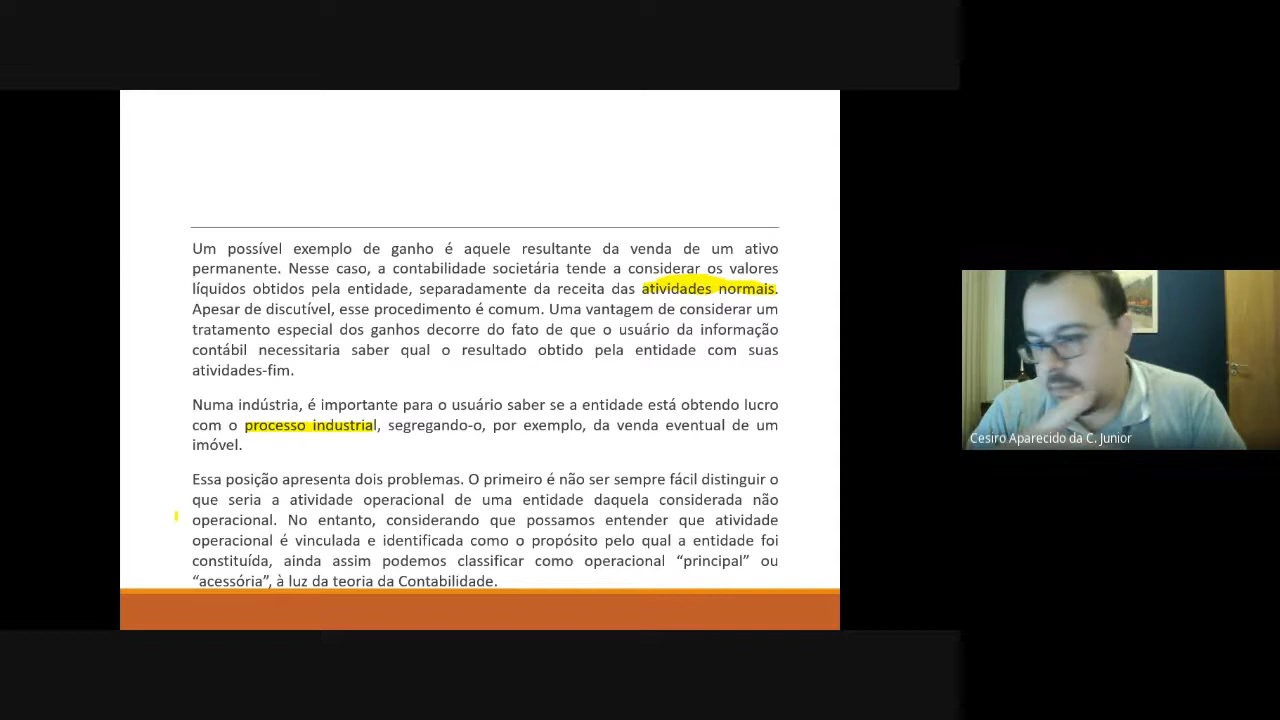 Um possível exemplo de ganho é aquele resultante da venda de um ativo
permanente. Nesse caso, a contabilidade societária tende a considerar os valores
líquidos obtidos pela entidade, separadamente da receita das atividades normais.
Apesar de discutível, esse procedimento é comum. Uma vantagem de considerar um
tratamento especial dos ganhos decorre do fato de que o usuário da informação
contábil necessitaria saber qual o resultado obtido pela entidade com suas
atividades-fim.
Numa indústria, é importante para o usuário saber se a entidade está obtendo lucro
com o processo industrial, segregando-o, por exemplo, da venda eventual de um
imóvel.
Essa posição apresenta dois problemas. O primeiro é não ser sempre fácil distinguir o
que seria a atividade operacional de uma entidade daquela considerada não
operacional. No entanto, considerando que possamos entender que atividade
operacional é vinculada e identificada como o propósito pelo qual a entidade foi
constituída, ainda assim podemos classificar como operacional “principal” ou
“acessória”, à luz da teoria da Contabilidade.
Cesiro Aparecido da C. Junior